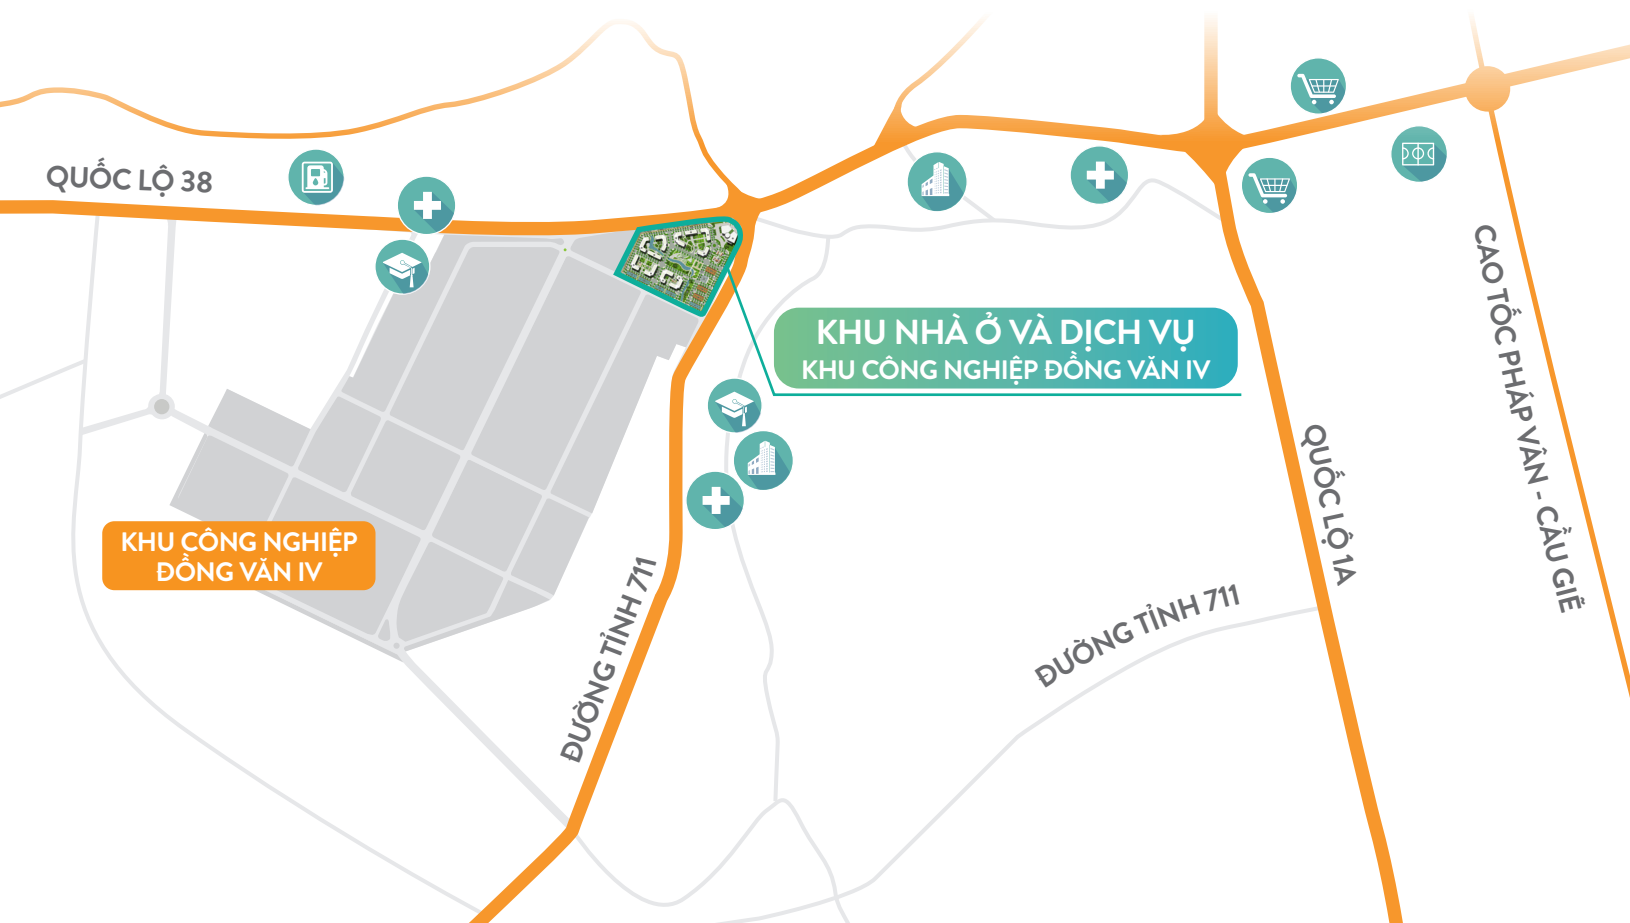 QUỐC LỘ 38
KHU NHÀ Ở VÀ DỊCH VỤ
KHU CÔNG NGHIỆP ĐỒNG VĂN IV
CAO TỐC PHÁP VÂN - CẦU GIẼ
QUỐC LỘ 1A
KHU CÔNG NGHIỆP
ĐỒNG VĂN IV
ĐƯỜNG TỈNH 711
ĐƯỜNG TỈNH 711